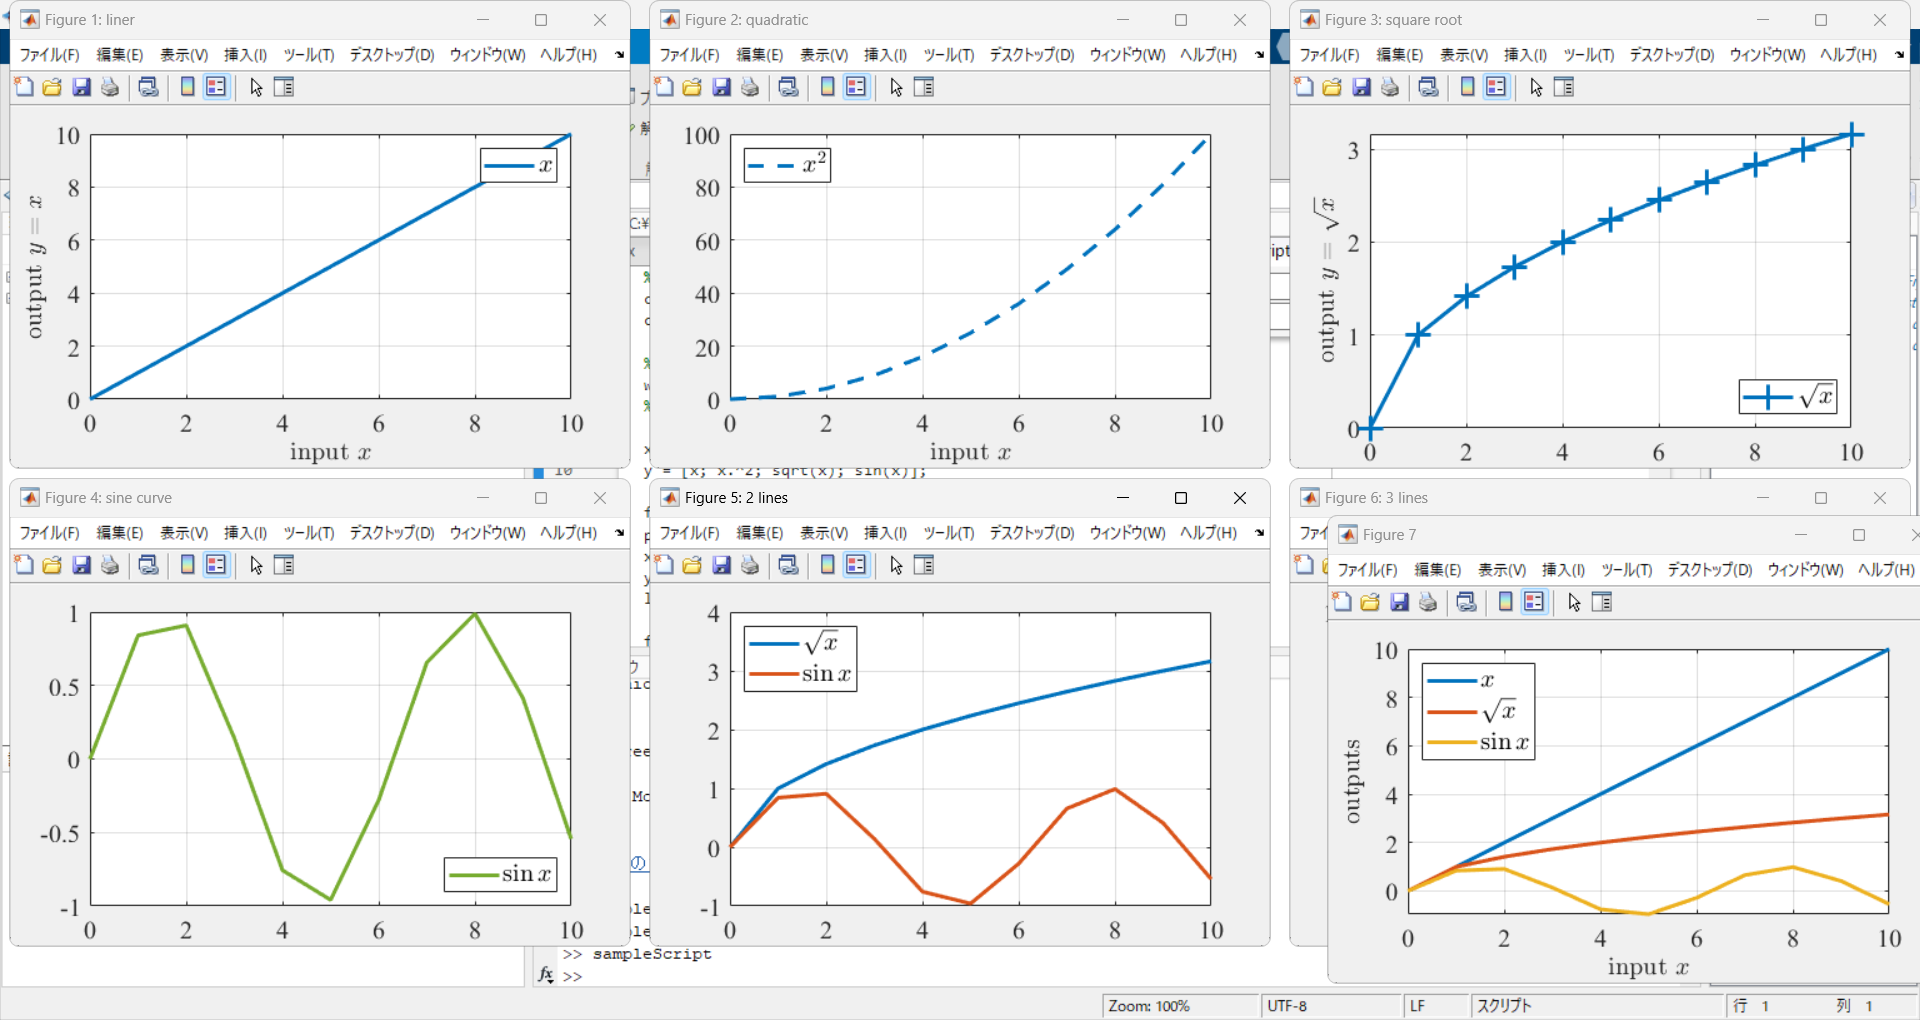 Figure 1: liner
ファイル(F) 編集(E) 表示(V) 挿入(I) ツール(T) デスクトップ(D) ウィンドウ(W) ヘルプ(H)
10
8
6
4
2
0
0 2 4 6 8 10
input x
output y = x
x
Figure 2: quadratic
ファイル(F) 編集(E) 表示(V) 挿入(I) ツール(T) デスクトップ(D) ウィンドウ(W) ヘルプ(H)
100
80
60
40
20
0
0 2 4 6 8 10
input x
x²
Figure 3: square root
ファイル(F) 編集(E) 表示(V) 挿入(I) ツール(T) デスクトップ(D) ウィンドウ(W) ヘルプ(H)
3
2
1
0
0 2 4 6 8 10
output y = √x
√x
10
y = [x; x.^2; sqrt(x); sin(x)];
Figure 4: sine curve
ファイル(F) 編集(E) 表示(V) 挿入(I) ツール(T) デスクトップ(D) ウィンドウ(W) ヘルプ(H)
1
0.5
0
-0.5
-1
0 2 4 6 8 10
sin x
Figure 5: 2 lines
ファイル(F) 編集(E) 表示(V) 挿入(I) ツール(T) デスクトップ(D) ウィンドウ(W) ヘルプ(H)
4
3
2
1
0
-1
0 2 4 6 8 10
√x
sin x
Figure 6: 3 lines
Figure 7
ファイル(F) 編集(E) 表示(V) 挿入(I) ツール(T) デスクトップ(D) ウィンドウ(W) ヘルプ(H)
10
8
6
4
2
0
0 2 4 6 8 10
input x
outputs
x
√x
sin x
>> sampleScript
fx >>
Zoom: 100% UTF-8 LF スクリプト 行 1 列 1